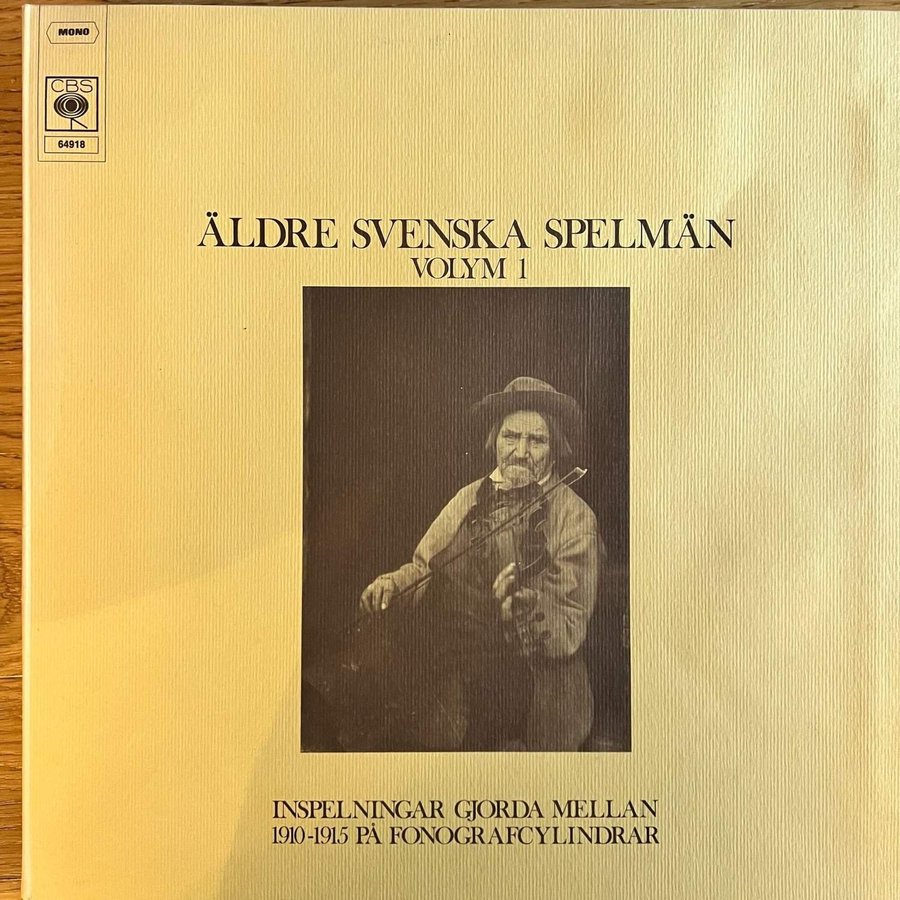 MONO
CBS
64918
ÄLDRE SVENSKA SPELMÄN
VOLYM 1
INSPELNINGAR GJORDA MELLAN
1910-1915 PÅ FONOGRAFCYLINDRAR